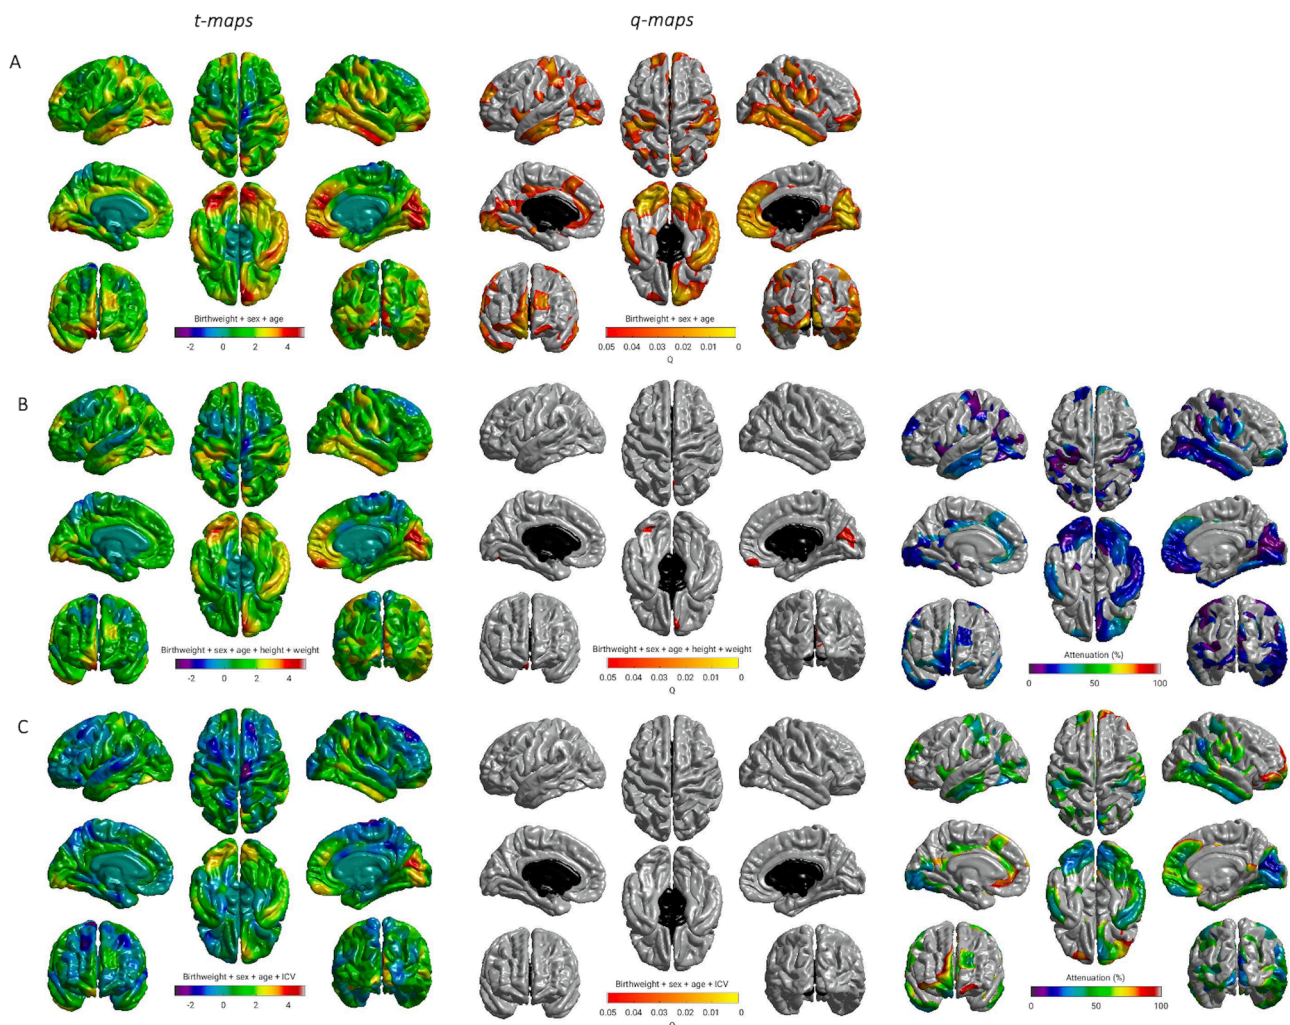 t-maps q-maps
A
Birthweight + sex + age
-2 0 2 4
Birthweight + sex + age
0.05 0.04 0.03 0.02 0.01 0
Q
B
Birthweight + sex + age + height + weight
-2 0 2 4
Birthweight + sex + age + height + weight
0.05 0.04 0.03 0.02 0.01 0
Q
Attenuation (%)
0 50 100
C
Birthweight + sex + age + ICV
-2 0 2 4
Birthweight + sex + age + ICV
0.05 0.04 0.03 0.02 0.01 0
Q
Attenuation (%)
0 50 100